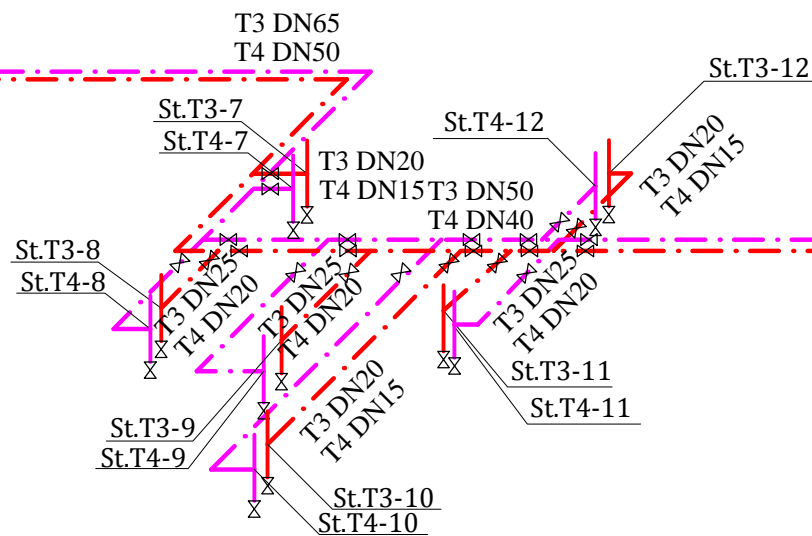 T3 DN65
T4 DN50
St.T3-12
St.T3-7
St.T4-12
St.T4-7
T3 DN20
T4 DN15
T3 DN20
T4 DN15
T3 DN50
T4 DN40
St.T3-8
St.T4-8
T3 DN25
T4 DN20
T3 DN25
T4 DN20
T3 DN25
T4 DN20
St.T3-11
St.T4-11
T3 DN20
T4 DN15
St.T3-9
St.T4-9
St.T3-10
St.T4-10